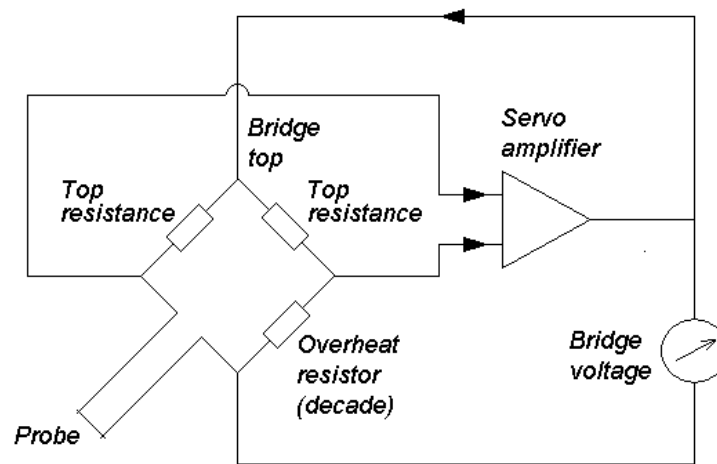 Servo
amplifier
Bridge
top
Top
resistance
Top
resistance
Bridge
voltage
Overheat
resistor
(decade)
Probe